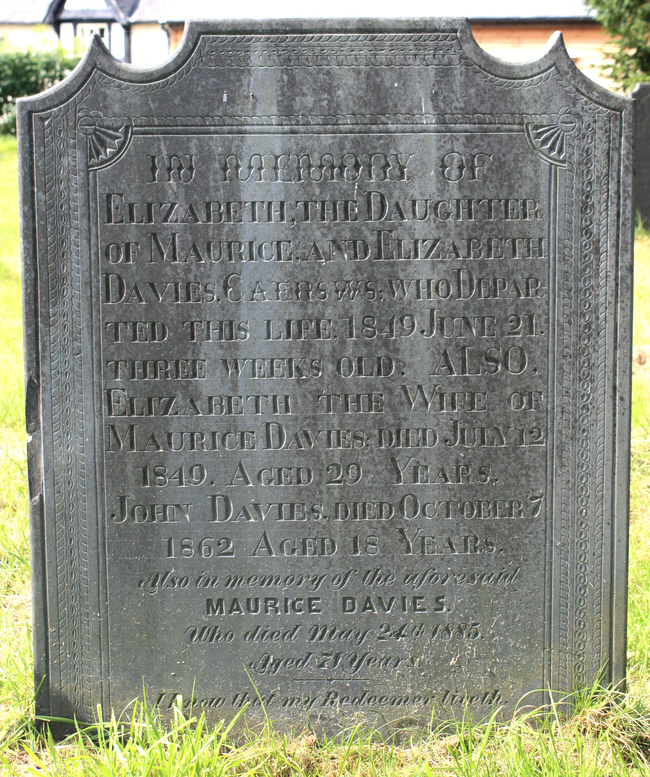 IN MEMORY OF
ELIZABETH, THE DAUGHTER
OF MAURICE, AND ELIZABETH
DAVIES, CAERSWS, WHO DEPAR
TED THIS LIFE, 1849 JUNE 21.
THREE WEEKS OLD. ALSO.
ELIZABETH THE WIFE OF
MAURICE DAVIES, DIED JULY 12
1849. AGED 29 YEARS.
JOHN DAVIES, DIED OCTOBER 7
1862 AGED 18 YEARS.
Also in memory of the aforesaid
MAURICE DAVIES.
Who died May 24th 1885.
Aged 71 Years
I know that my Redeemer liveth.